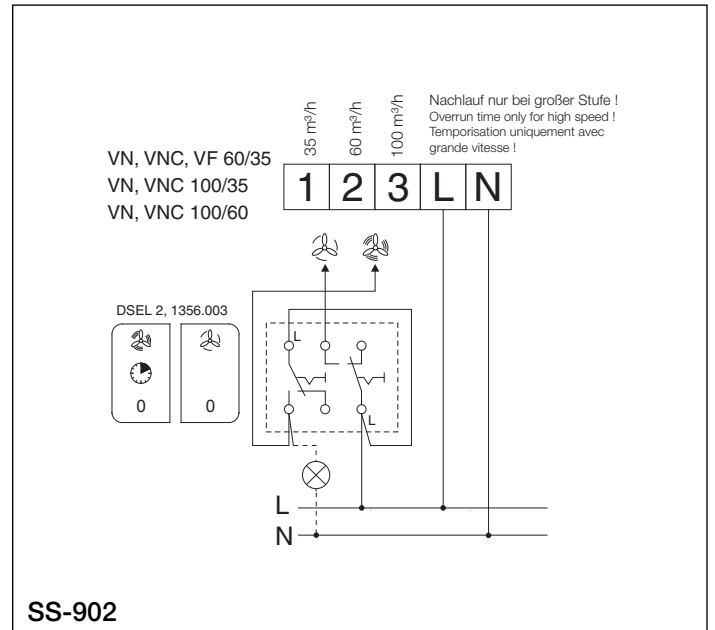 35 m³/h
60 m³/h
100 m³/h
Nachlauf nur bei großer Stufe !
Overrun time only for high speed !
Temporisation uniquement avec
grande vitesse !
VN, VNC, VF 60/35
VN, VNC 100/35
VN, VNC 100/60
1 2 3 L N
DSEL 2, 1356.003
0 0
L
L
L
N
SS-902